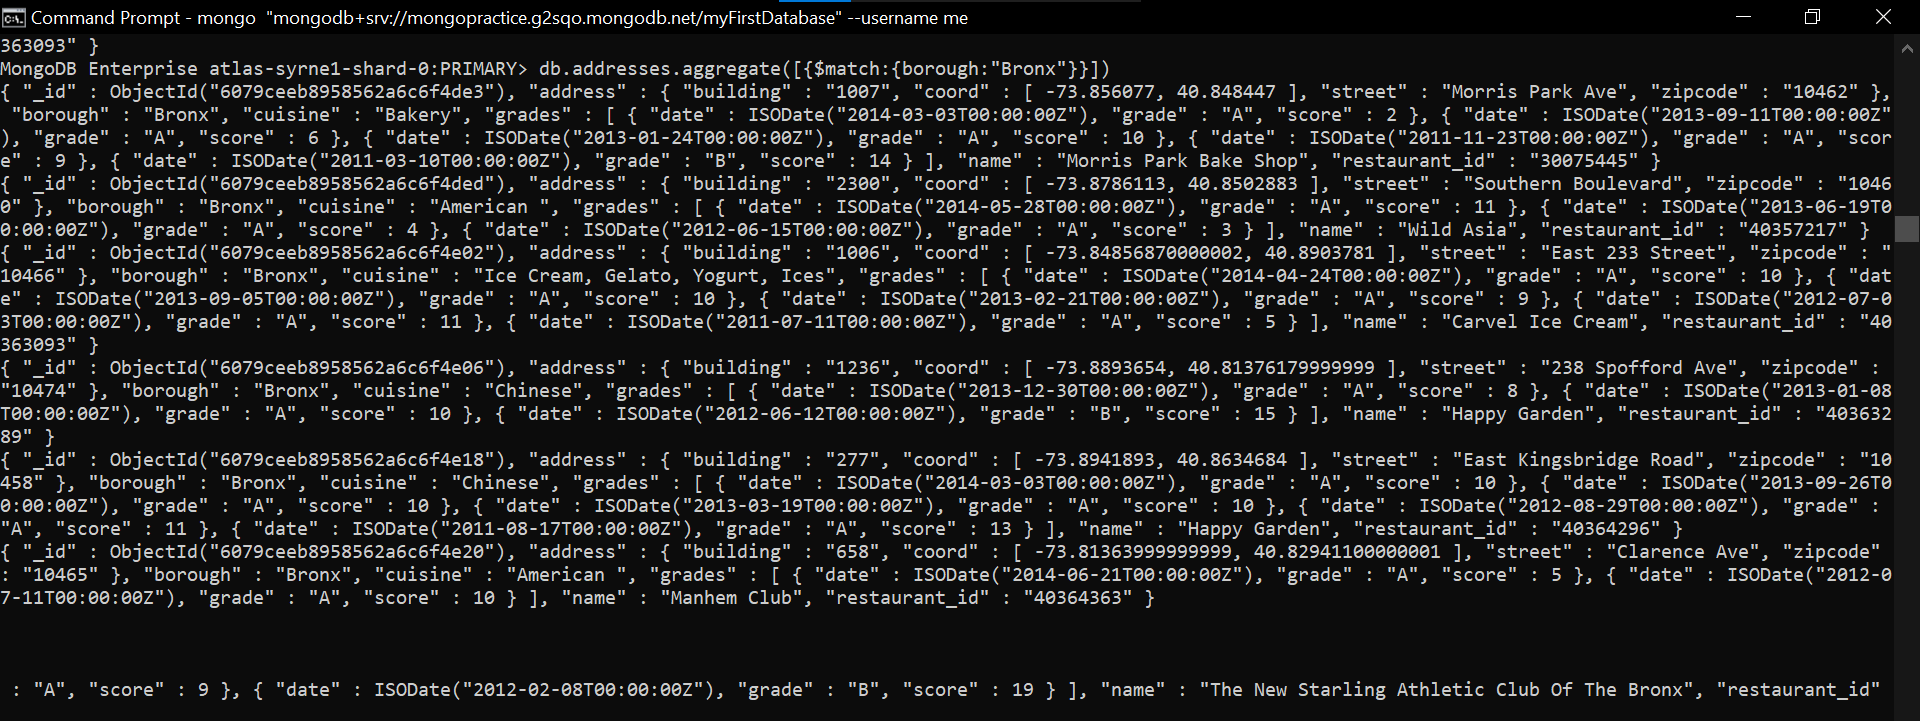 Command Prompt - mongo "mongodb+srv://mongopractice.g2sqo.mongodb.net/myFirstDatabase" --username me
363093" }
MongoDB Enterprise atlas-syrne1-shard-0:PRIMARY> db.addresses.aggregate([{$match:{borough:"Bronx"}}])
{ "_id" : ObjectId("6079ceeb8958562a6c6f4de3"), "address" : { "building" : "1007", "coord" : [ -73.856077, 40.848447 ], "street" : "Morris Park Ave", "zipcode" : "10462" },
"borough" : "Bronx", "cuisine" : "Bakery", "grades" : [ { "date" : ISODate("2014-03-03T00:00:00Z"), "grade" : "A", "score" : 2 }, { "date" : ISODate("2013-09-11T00:00:00Z"
), "grade" : "A", "score" : 6 }, { "date" : ISODate("2013-01-24T00:00:00Z"), "grade" : "A", "score" : 10 }, { "date" : ISODate("2011-11-23T00:00:00Z"), "grade" : "A", "scor
e" : 9 }, { "date" : ISODate("2011-03-10T00:00:00Z"), "grade" : "B", "score" : 14 } ], "name" : "Morris Park Bake Shop", "restaurant_id" : "30075445" }
{ "_id" : ObjectId("6079ceeb8958562a6c6f4ded"), "address" : { "building" : "2300", "coord" : [ -73.8786113, 40.8502883 ], "street" : "Southern Boulevard", "zipcode" : "1046
0" }, "borough" : "Bronx", "cuisine" : "American ", "grades" : [ { "date" : ISODate("2014-05-28T00:00:00Z"), "grade" : "A", "score" : 11 }, { "date" : ISODate("2013-06-19T0
0:00:00Z"), "grade" : "A", "score" : 4 }, { "date" : ISODate("2012-06-15T00:00:00Z"), "grade" : "A", "score" : 3 } ], "name" : "Wild Asia", "restaurant_id" : "40357217" }
{ "_id" : ObjectId("6079ceeb8958562a6c6f4e02"), "address" : { "building" : "1006", "coord" : [ -73.84856870000002, 40.8903781 ], "street" : "East 233 Street", "zipcode" : "
10466" }, "borough" : "Bronx", "cuisine" : "Ice Cream, Gelato, Yogurt, Ices", "grades" : [ { "date" : ISODate("2014-04-24T00:00:00Z"), "grade" : "A", "score" : 10 }, { "dat
e" : ISODate("2013-09-05T00:00:00Z"), "grade" : "A", "score" : 10 }, { "date" : ISODate("2013-02-21T00:00:00Z"), "grade" : "A", "score" : 9 }, { "date" : ISODate("2012-07-0
3T00:00:00Z"), "grade" : "A", "score" : 11 }, { "date" : ISODate("2011-07-11T00:00:00Z"), "grade" : "A", "score" : 5 } ], "name" : "Carvel Ice Cream", "restaurant_id" : "40
363093" }
{ "_id" : ObjectId("6079ceeb8958562a6c6f4e06"), "address" : { "building" : "1236", "coord" : [ -73.8893654, 40.81376179999999 ], "street" : "238 Spofford Ave", "zipcode" :
"10474" }, "borough" : "Bronx", "cuisine" : "Chinese", "grades" : [ { "date" : ISODate("2013-12-30T00:00:00Z"), "grade" : "A", "score" : 8 }, { "date" : ISODate("2013-01-08
T00:00:00Z"), "grade" : "A", "score" : 10 }, { "date" : ISODate("2012-06-12T00:00:00Z"), "grade" : "B", "score" : 15 } ], "name" : "Happy Garden", "restaurant_id" : "403632
89" }
{ "_id" : ObjectId("6079ceeb8958562a6c6f4e18"), "address" : { "building" : "277", "coord" : [ -73.8941893, 40.8634684 ], "street" : "East Kingsbridge Road", "zipcode" : "10
458" }, "borough" : "Bronx", "cuisine" : "Chinese", "grades" : [ { "date" : ISODate("2014-03-03T00:00:00Z"), "grade" : "A", "score" : 10 }, { "date" : ISODate("2013-09-26T0
0:00:00Z"), "grade" : "A", "score" : 10 }, { "date" : ISODate("2013-03-19T00:00:00Z"), "grade" : "A", "score" : 10 }, { "date" : ISODate("2012-08-29T00:00:00Z"), "grade" :
"A", "score" : 11 }, { "date" : ISODate("2011-08-17T00:00:00Z"), "grade" : "A", "score" : 13 } ], "name" : "Happy Garden", "restaurant_id" : "40364296" }
{ "_id" : ObjectId("6079ceeb8958562a6c6f4e20"), "address" : { "building" : "658", "coord" : [ -73.81363999999999, 40.82941100000001 ], "street" : "Clarence Ave", "zipcode"
: "10465" }, "borough" : "Bronx", "cuisine" : "American ", "grades" : [ { "date" : ISODate("2014-06-21T00:00:00Z"), "grade" : "A", "score" : 5 }, { "date" : ISODate("2012-0
7-11T00:00:00Z"), "grade" : "A", "score" : 10 } ], "name" : "Manhem Club", "restaurant_id" : "40364363" }
: "A", "score" : 9 }, { "date" : ISODate("2012-02-08T00:00:00Z"), "grade" : "B", "score" : 19 } ], "name" : "The New Starling Athletic Club Of The Bronx", "restaurant_id"